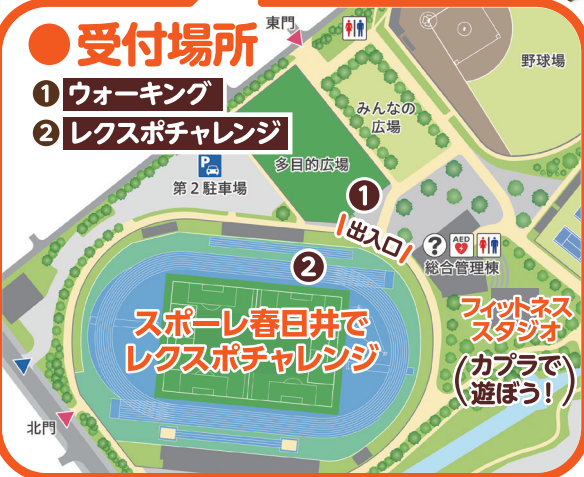 ●受付場所
❶ ウォーキング
❷ レクスポチャレンジ
東門
野球場
みんなの
広場
多目的広場
P
第2駐車場
❶
出入口
?
AED
総合管理棟
❷
スポーレ春日井で
レクスポチャレンジ
フィットネス
スタジオ
(カプラで
遊ぼう!)
北門